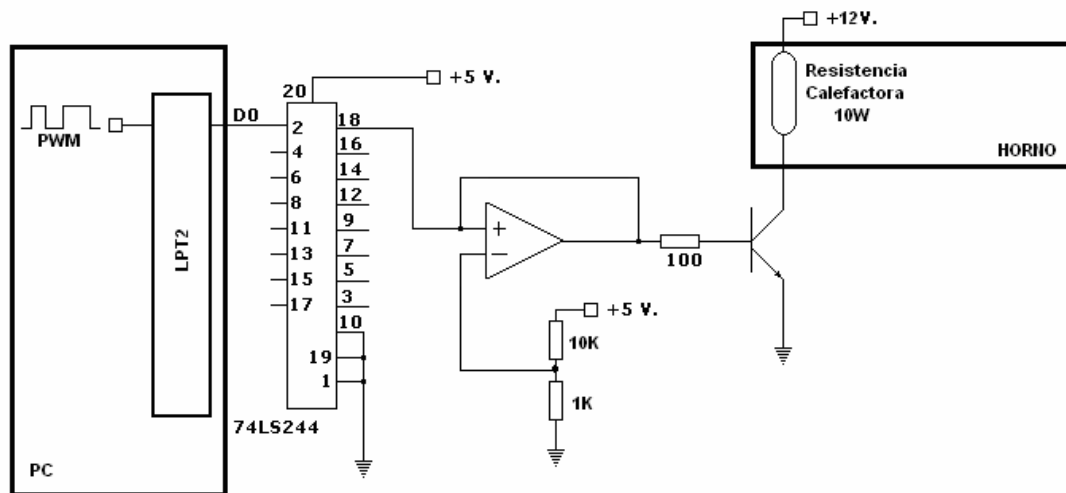 +12V.
+5 V.
Resistencia
Calefactora
10W
HORNO
PWM
LPT2
D0
20
2
4
6
8
11
13
15
17
18
16
14
12
9
7
5
3
10
19
1
74LS244
PC
+
−
100
+5 V.
10K
1K